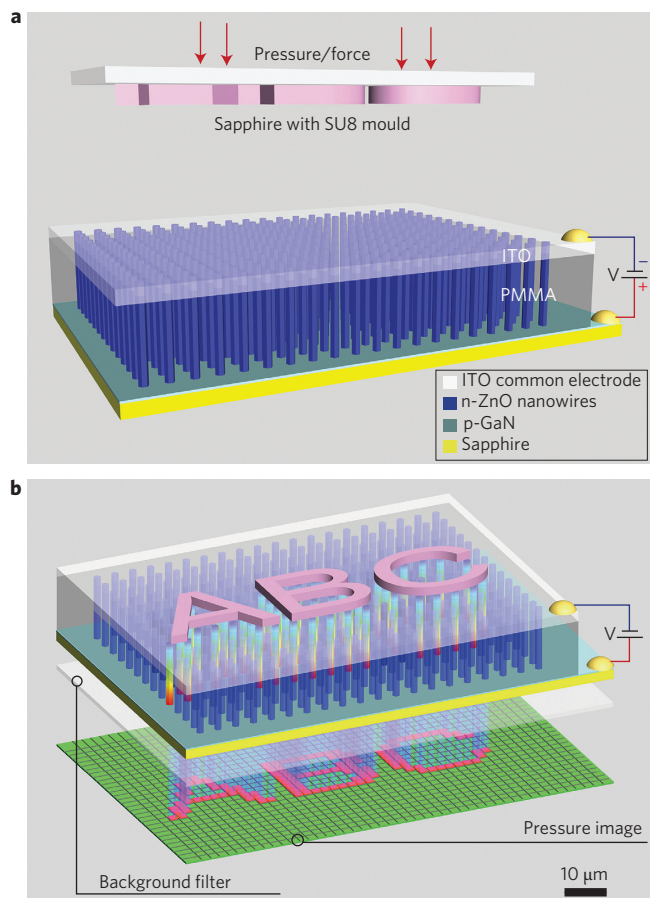 a
Pressure/force
Sapphire with SU8 mould
ITO
V
−
+
PMMA
ITO common electrode
n-ZnO nanowires
p-GaN
Sapphire
b
ABC
V
ABC
Pressure image
Background filter
10 µm